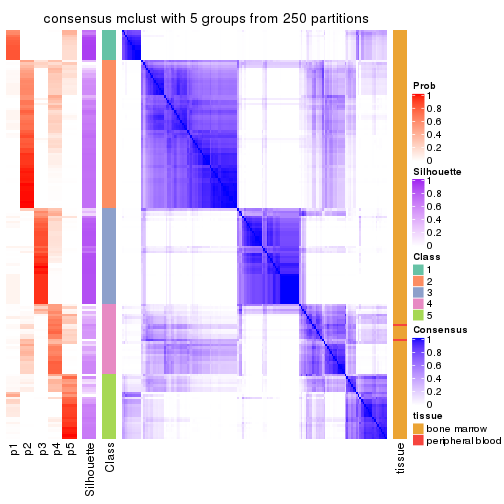 consensus mclust with 5 groups from 250 partitions
Prob
1
0.8
0.6
0.4
0.2
0
Silhouette
1
0.8
0.6
0.4
0.2
0
Class
1
2
3
4
5
Consensus
1
0.8
0.6
0.4
0.2
0
tissue
bone marrow
peripheral blood
p1
p2
p3
p4
p5
Silhouette
Class
tissue